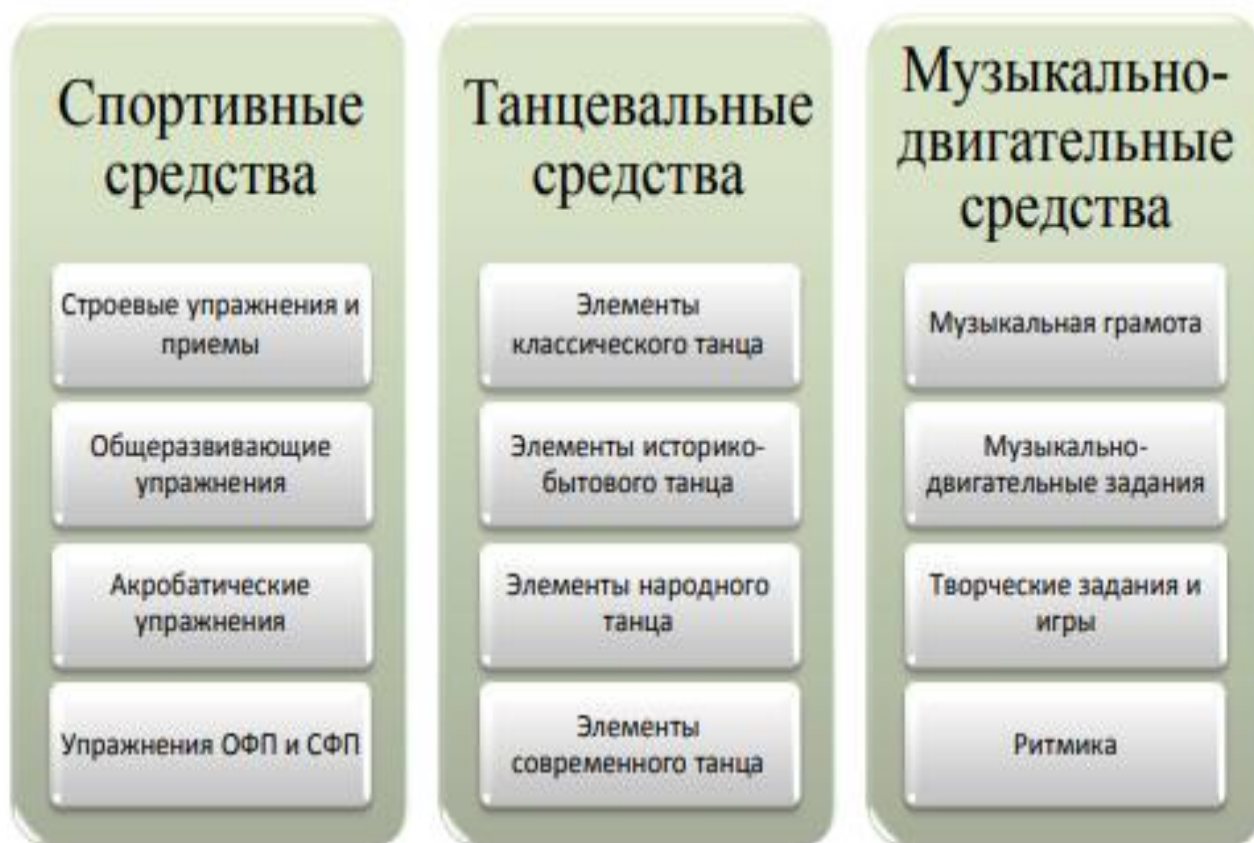 Спортивные
средства
Строевые упражнения и
приемы
Общеразвивающие
упражнения
Акробатические
упражнения
Упражнения ОФП и СФП
Танцевальные
средства
Элементы
классического танца
Элементы историко-
бытового танца
Элементы народного
танца
Элементы
современного танца
Музыкально-
двигательные
средства
Музыкальная грамота
Музыкально-
двигательные задания
Творческие задания и
игры
Ритмика